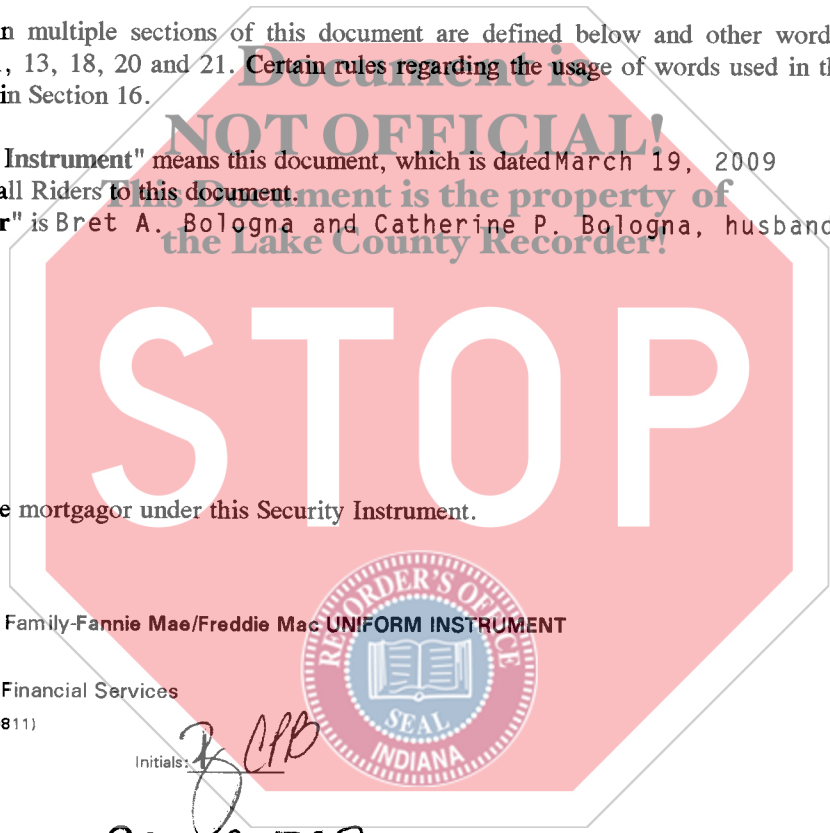 n multiple sections of this document are defined below and other word
, 13, 18, 20 and 21. Certain rules regarding the usage of words used in th
in Section 16.
Document is
NOT OFFICIAL!
This Document is the property of
the Lake County Recorder!
Instrument" means this document, which is dated March 19, 2009
all Riders to this document.
r" is Bret A. Bologna and Catherine P. Bologna, husband
STOP
e mortgagor under this Security Instrument.
Family-Fannie Mae/Freddie Mac UNIFORM INSTRUMENT
RECORDER'S OFFICE
SEAL
INDIANA
Financial Services
811)
Initials: CPB